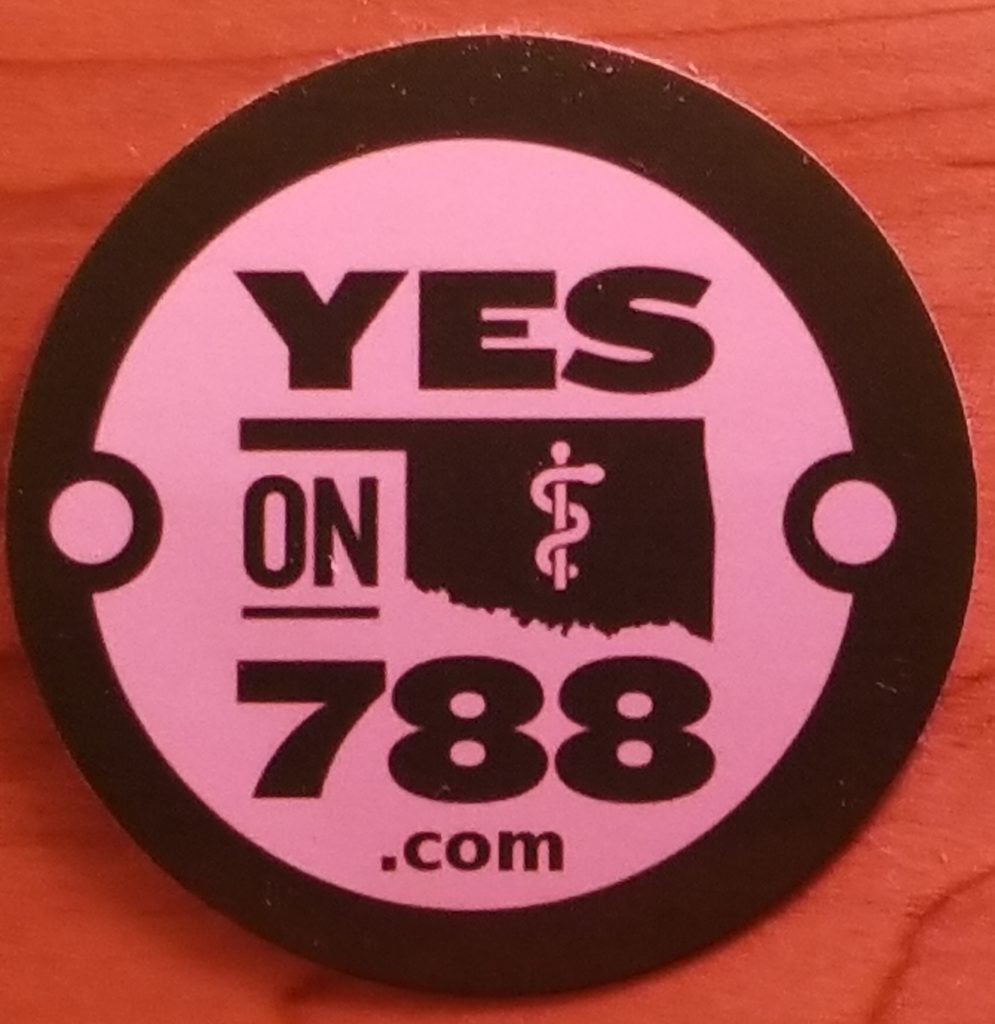 YES
ON
788
.com